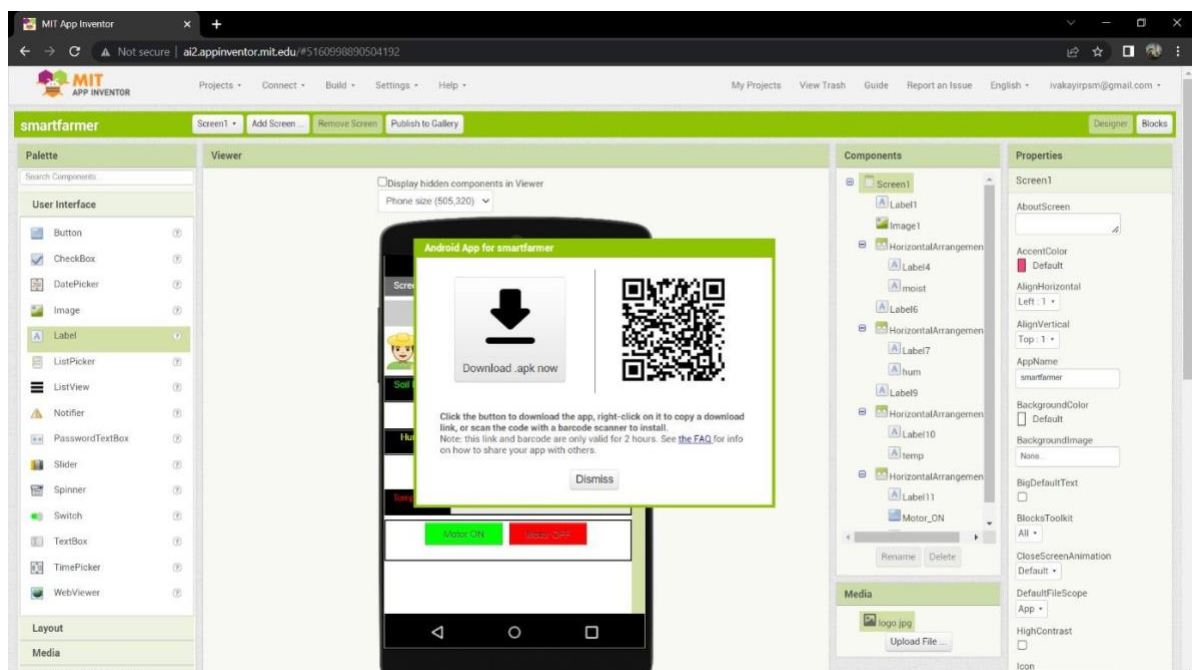 MIT App Inventor
Not secure | ai2.appinventor.mit.edu/#5160998890504192
MIT
APP INVENTOR
Projects Connect Build Settings Help
My Projects View Trash Guide Report an Issue English ivakayirpsm@gmail.com
smartfarmer
Screen1 Add Screen ... Remove Screen Publish to Gallery
Designer Blocks
Palette
Search Components...
User Interface
Button
CheckBox
DatePicker
Image
Label
ListPicker
ListView
Notifier
PasswordTextBox
Slider
Spinner
Switch
TextBox
TimePicker
WebViewer
Layout
Media
Viewer
Display hidden components in Viewer
Phone size (505,320)
Android App for smartfarmer
Download .apk now
Click the button to download the app, right-click on it to copy a download
link, or scan the code with a barcode scanner to install.
Note: this link and barcode are only valid for 2 hours. See the FAQ for info
on how to share your app with others.
Dismiss
Motor ON Motor OFF
Components
Screen1
Label1
Image1
HorizontalArrangemen
Label4
moist
Label6
HorizontalArrangemen
Label7
hum
Label9
HorizontalArrangemen
Label10
temp
HorizontalArrangemen
Label11
Motor_ON
Rename Delete
Media
logo.jpg
Upload File ...
Properties
Screen1
AboutScreen
AccentColor
Default
AlignHorizontal
Left : 1
AlignVertical
Top : 1
AppName
smartfarmer
BackgroundColor
Default
BackgroundImage
None...
BigDefaultText
BlocksToolkit
All
CloseScreenAnimation
Default
DefaultFileScope
App
HighContrast
Icon